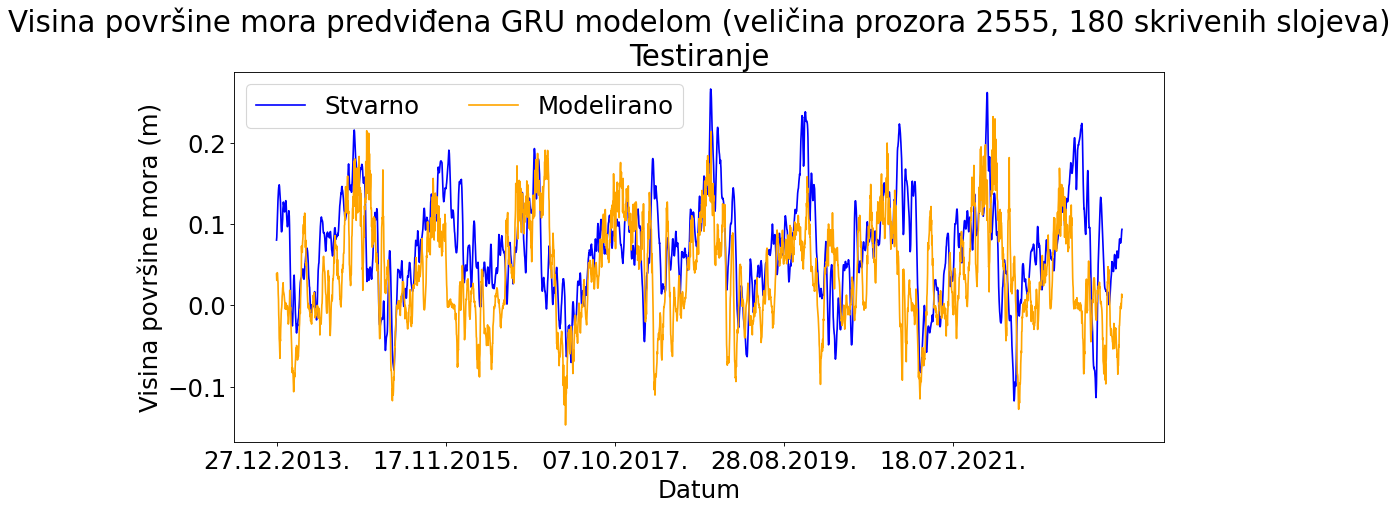 Visina površine mora predviđena GRU modelom (veličina prozora 2555, 180 skrivenih slojeva)
Testiranje
Stvarno Modelirano
Visina površine mora (m)
0.2
0.1
0.0
−0.1
27.12.2013. 17.11.2015. 07.10.2017. 28.08.2019. 18.07.2021.
Datum